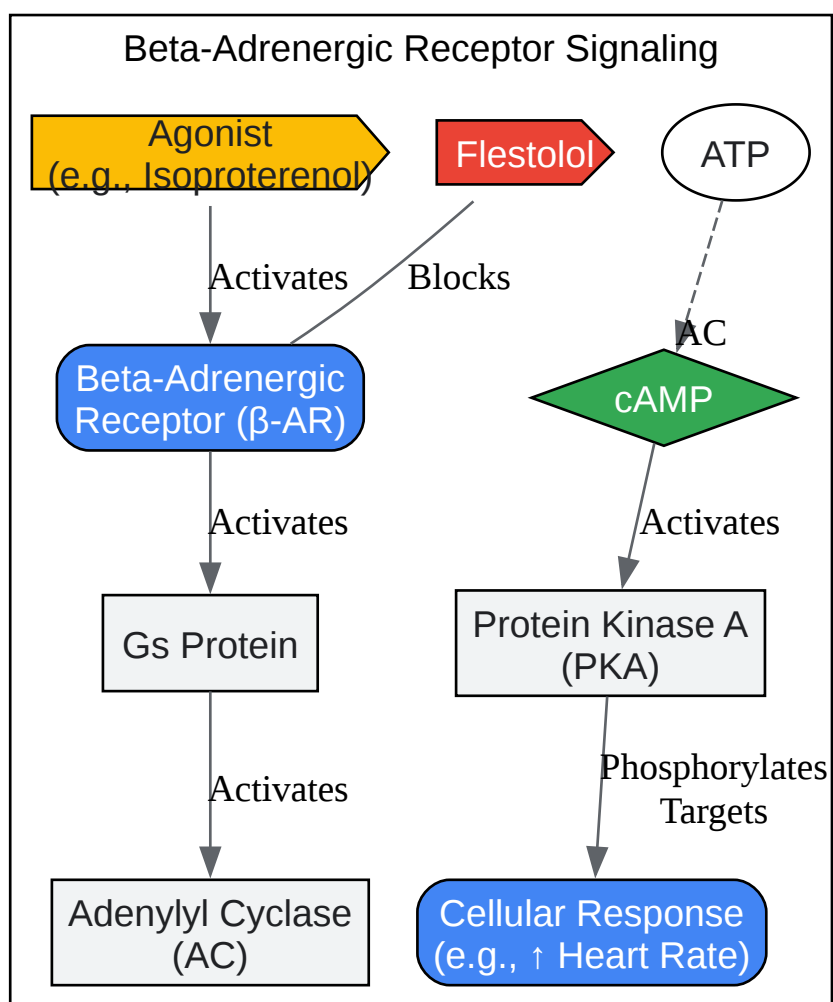 Beta-Adrenergic Receptor Signaling
Agonist
(e.g., Isoproterenol)
Flestolol
ATP
Activates
Blocks
AC
Beta-Adrenergic
Receptor (β-AR)
cAMP
Activates
Activates
Gs Protein
Protein Kinase A
(PKA)
Activates
Phosphorylates
Targets
Adenylyl Cyclase
(AC)
Cellular Response
(e.g., ↑ Heart Rate)